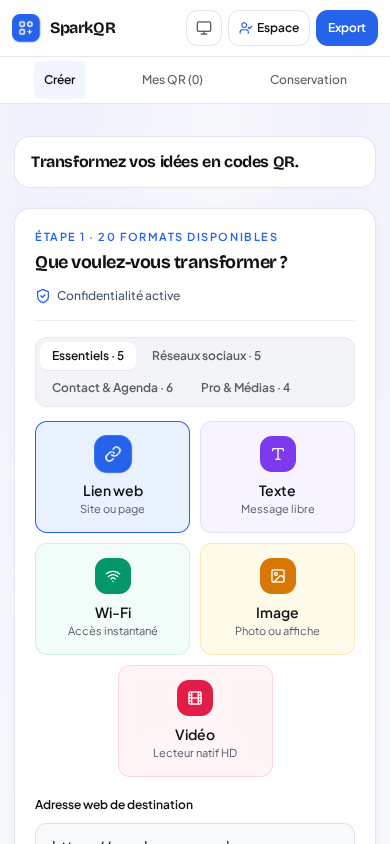 SparkQR
Espace
Export
Créer
Mes QR (0)
Conservation
Transformez vos idées en codes QR.
ÉTAPE 1 · 20 FORMATS DISPONIBLES
Que voulez-vous transformer ?
Confidentialité active
Essentiels · 5
Réseaux sociaux · 5
Contact & Agenda · 6
Pro & Médias · 4
Lien web
Site ou page
Texte
Message libre
Wi-Fi
Accès instantané
Image
Photo ou affiche
Vidéo
Lecteur natif HD
Adresse web de destination